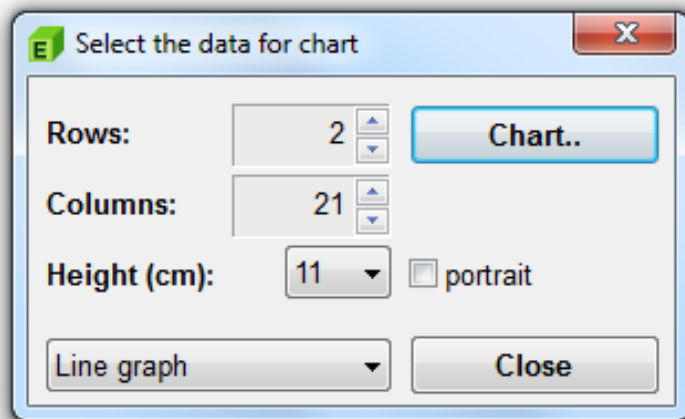 E Select the data for chart
Rows: 2 Chart..
Columns: 21
Height (cm): 11 portrait
Line graph Close